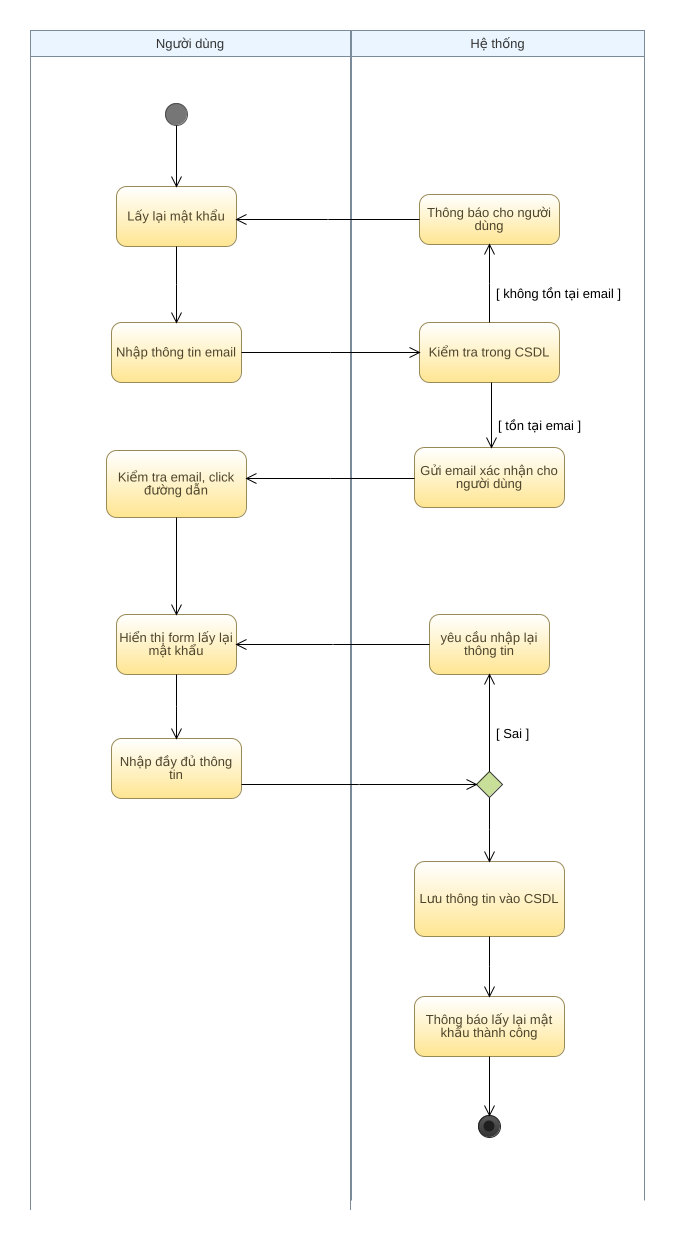 Người dùng
Hệ thống
Lấy lại mật khẩu
Thông báo cho người
dùng
[ không tồn tại email ]
Nhập thông tin email
Kiểm tra trong CSDL
[ tồn tại emai ]
Kiểm tra email, click
đường dẫn
Gửi email xác nhận cho
người dùng
Hiển thị form lấy lại
mật khẩu
yêu cầu nhập lại
thông tin
[ Sai ]
Nhập đầy đủ thông
tin
Lưu thông tin vào CSDL
Thông báo lấy lại mật
khẩu thành công